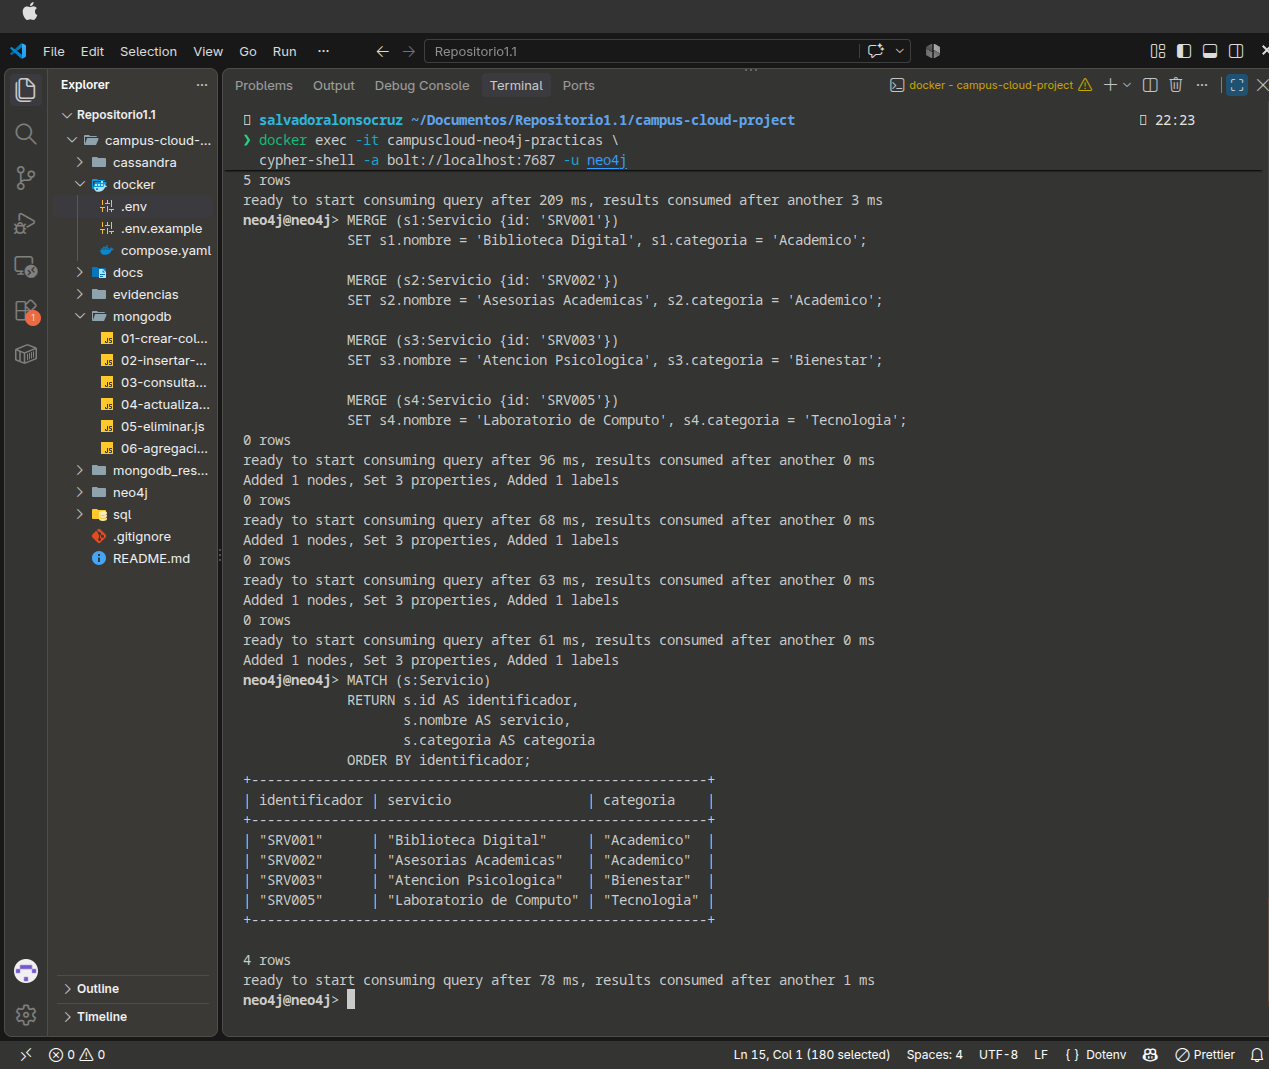 File Edit Selection View Go Run ··· Repositorio1.1
Explorer ···
Repositorio1.1
campus-cloud-...
cassandra
docker
.env
.env.example
compose.yaml
docs
evidencias
mongodb
01-crear-col...
02-insertar-...
03-consulta...
04-actualiza...
05-eliminar.js
06-agregaci...
mongodb_res...
neo4j
sql
.gitignore
README.md
1
Outline
Timeline
Problems Output Debug Console Terminal Ports docker - campus-cloud-project
salvadoralonsocruz ~/Documentos/Repositorio1.1/campus-cloud-project 22:23
❯ docker exec -it campuscloud-neo4j-practicas \
cypher-shell -a bolt://localhost:7687 -u neo4j
5 rows
ready to start consuming query after 209 ms, results consumed after another 3 ms
neo4j@neo4j> MERGE (s1:Servicio {id: 'SRV001'})
SET s1.nombre = 'Biblioteca Digital', s1.categoria = 'Academico';
MERGE (s2:Servicio {id: 'SRV002'})
SET s2.nombre = 'Asesorias Academicas', s2.categoria = 'Academico';
MERGE (s3:Servicio {id: 'SRV003'})
SET s3.nombre = 'Atencion Psicologica', s3.categoria = 'Bienestar';
MERGE (s4:Servicio {id: 'SRV005'})
SET s4.nombre = 'Laboratorio de Computo', s4.categoria = 'Tecnologia';
0 rows
ready to start consuming query after 96 ms, results consumed after another 0 ms
Added 1 nodes, Set 3 properties, Added 1 labels
0 rows
ready to start consuming query after 68 ms, results consumed after another 0 ms
Added 1 nodes, Set 3 properties, Added 1 labels
0 rows
ready to start consuming query after 63 ms, results consumed after another 0 ms
Added 1 nodes, Set 3 properties, Added 1 labels
0 rows
ready to start consuming query after 61 ms, results consumed after another 0 ms
Added 1 nodes, Set 3 properties, Added 1 labels
neo4j@neo4j> MATCH (s:Servicio)
RETURN s.id AS identificador,
s.nombre AS servicio,
s.categoria AS categoria
ORDER BY identificador;
+---------------------------------------------------------+
| identificador | servicio | categoria |
+---------------------------------------------------------+
| "SRV001" | "Biblioteca Digital" | "Academico" |
| "SRV002" | "Asesorias Academicas" | "Academico" |
| "SRV003" | "Atencion Psicologica" | "Bienestar" |
| "SRV005" | "Laboratorio de Computo" | "Tecnologia" |
+---------------------------------------------------------+
4 rows
ready to start consuming query after 78 ms, results consumed after another 1 ms
neo4j@neo4j>
0 0 Ln 15, Col 1 (180 selected) Spaces: 4 UTF-8 LF { } Dotenv Prettier